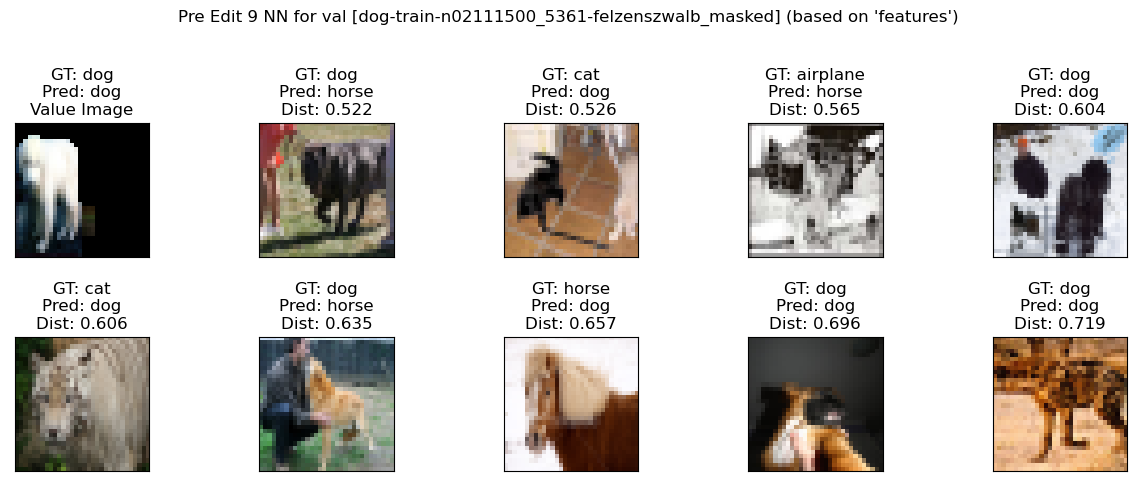 Pre Edit 9 NN for val [dog-train-n02111500_5361-felzenszwalb_masked] (based on 'features')
GT: dog
Pred: dog
Value Image
GT: dog
Pred: horse
Dist: 0.522
GT: cat
Pred: dog
Dist: 0.526
GT: airplane
Pred: horse
Dist: 0.565
GT: dog
Pred: dog
Dist: 0.604
GT: cat
Pred: dog
Dist: 0.606
GT: dog
Pred: horse
Dist: 0.635
GT: horse
Pred: dog
Dist: 0.657
GT: dog
Pred: dog
Dist: 0.696
GT: dog
Pred: dog
Dist: 0.719